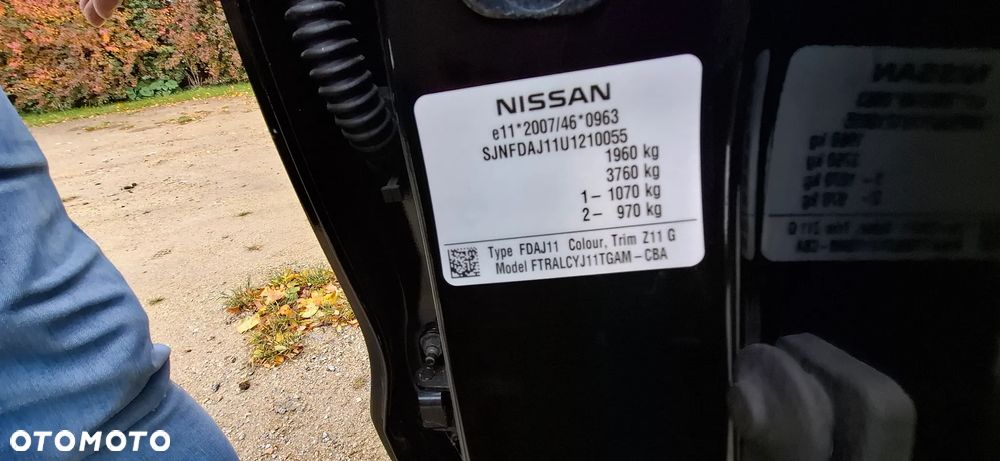 NISSAN
e11*2007/46*0963
SJNFDAJ11U1210055
1960 kg
3760 kg
1– 1070 kg
2– 970 kg
Type FDAJ11 Colour, Trim Z11 G
Model FTRALCYJ11TGAM–CBA
OTOMOTO